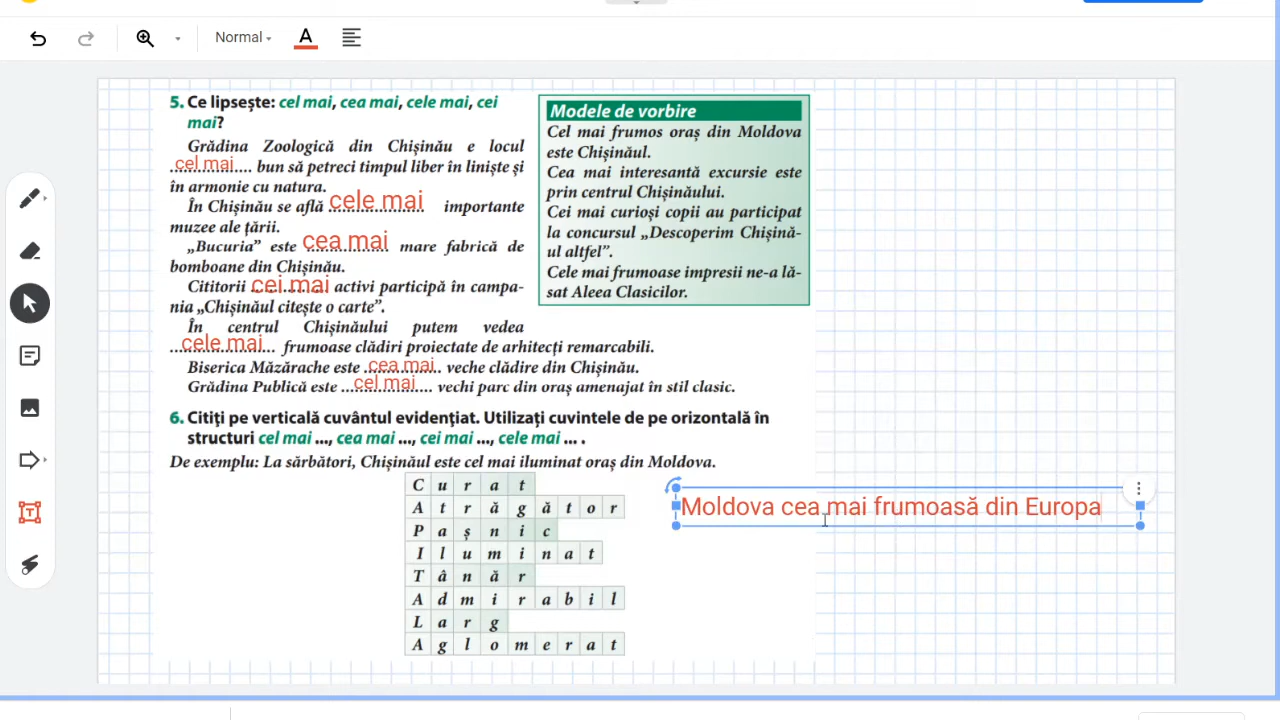 Normal
A
5. Ce lipsește: cel mai, cea mai, cele mai, cei
mai?
Grădina Zoologică din Chișinău e locul
cel mai .... bun să petreci timpul liber în liniște și
în armonie cu natura.
În Chișinău se află cele mai importante
muzee ale țării.
„Bucuria” este cea mai mare fabrică de
bomboane din Chișinău.
Cititorii cei mai activi participă în campa-
nia „Chișinăul citește o carte”.
În centrul Chișinăului putem vedea
cele mai frumoase clădiri proiectate de arhitecți remarcabili.
Biserica Măzărache este cea mai veche clădire din Chișinău.
Grădina Publică este cel mai vechi parc din oraș amenajat în stil clasic.
Modele de vorbire
Cel mai frumos oraș din Moldova
este Chișinăul.
Cea mai interesantă excursie este
prin centrul Chișinăului.
Cei mai curioși copii au participat
la concursul „Descoperim Chișină-
ul altfel”.
Cele mai frumoase impresii ne-a lă-
sat Aleea Clasicilor.
6. Citiți pe verticală cuvântul evidențiat. Utilizați cuvintele de pe orizontală în
structuri cel mai ..., cea mai ..., cei mai ..., cele mai ... .
De exemplu: La sărbători, Chișinăul este cel mai iluminat oraș din Moldova.
C u r a t
A t r ă g ă t o r
P a ș n i c
I l u m i n a t
T â n ă r
A d m i r a b i l
L a r g
A g l o m e r a t
Moldova cea mai frumoasă din Europa
T